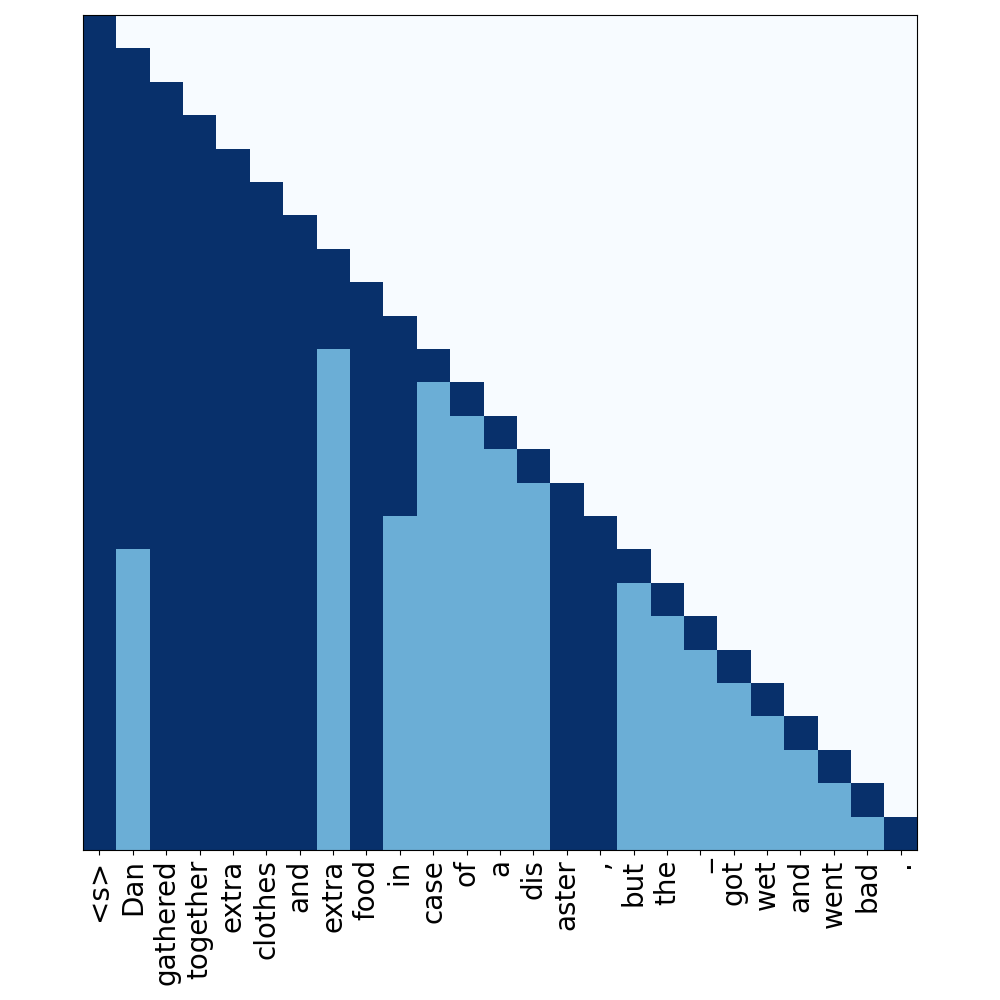 <s> Dan gathered together extra clothes and extra food in case of a dis aster , but the _ got wet and went bad .